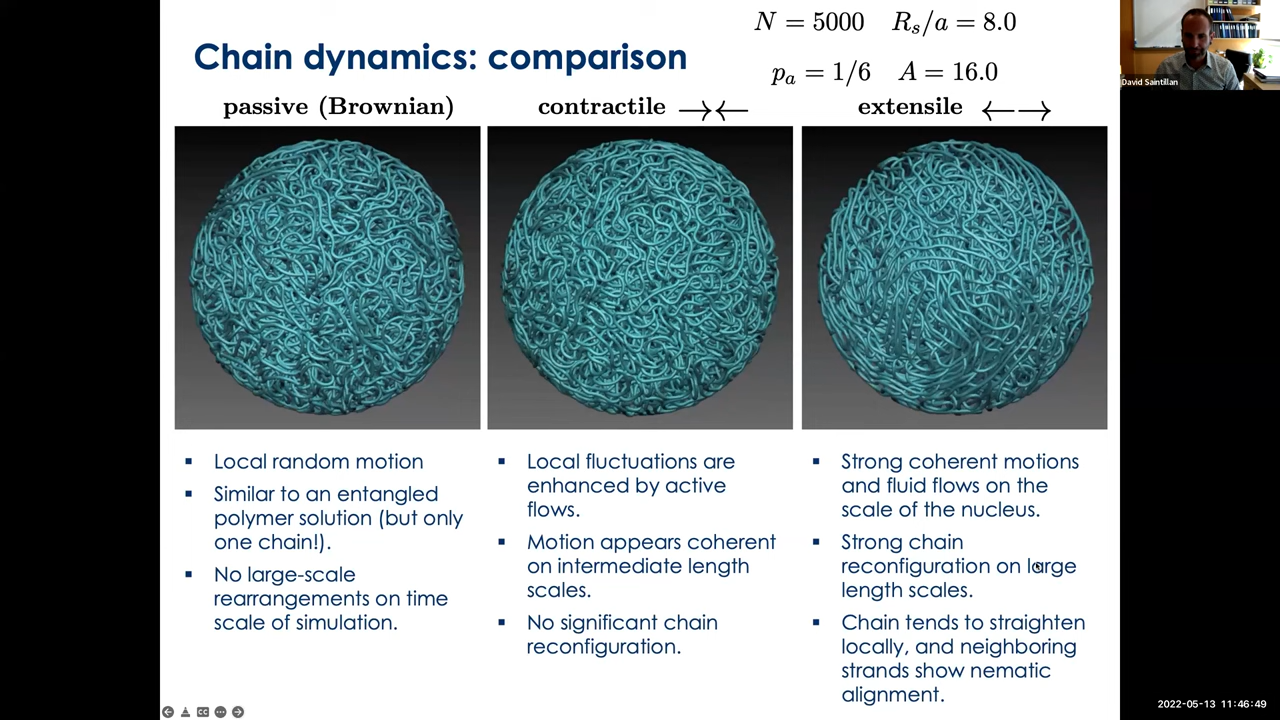 N = 5000 R_s/a = 8.0
Chain dynamics: comparison
p_a = 1/6 A = 16.0
David Saintillan
passive (Brownian)
contractile →←
extensile ←→
▪ Local random motion
▪ Similar to an entangled
polymer solution (but only
one chain!).
▪ No large-scale
rearrangements on time
scale of simulation.
▪ Local fluctuations are
enhanced by active
flows.
▪ Motion appears coherent
on intermediate length
scales.
▪ No significant chain
reconfiguration.
▪ Strong coherent motions
and fluid flows on the
scale of the nucleus.
▪ Strong chain
reconfiguration on large
length scales.
▪ Chain tends to straighten
locally, and neighboring
strands show nematic
alignment.
2022-05-13 11:46:49